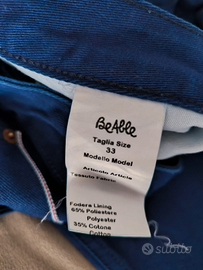 BeAble
Taglia Size
33
Modello Model
Articolo Article
Tessuto Fabric
Fodera Lining
65% Poliestere
Polyester
35% Cotone
Cotton
subito